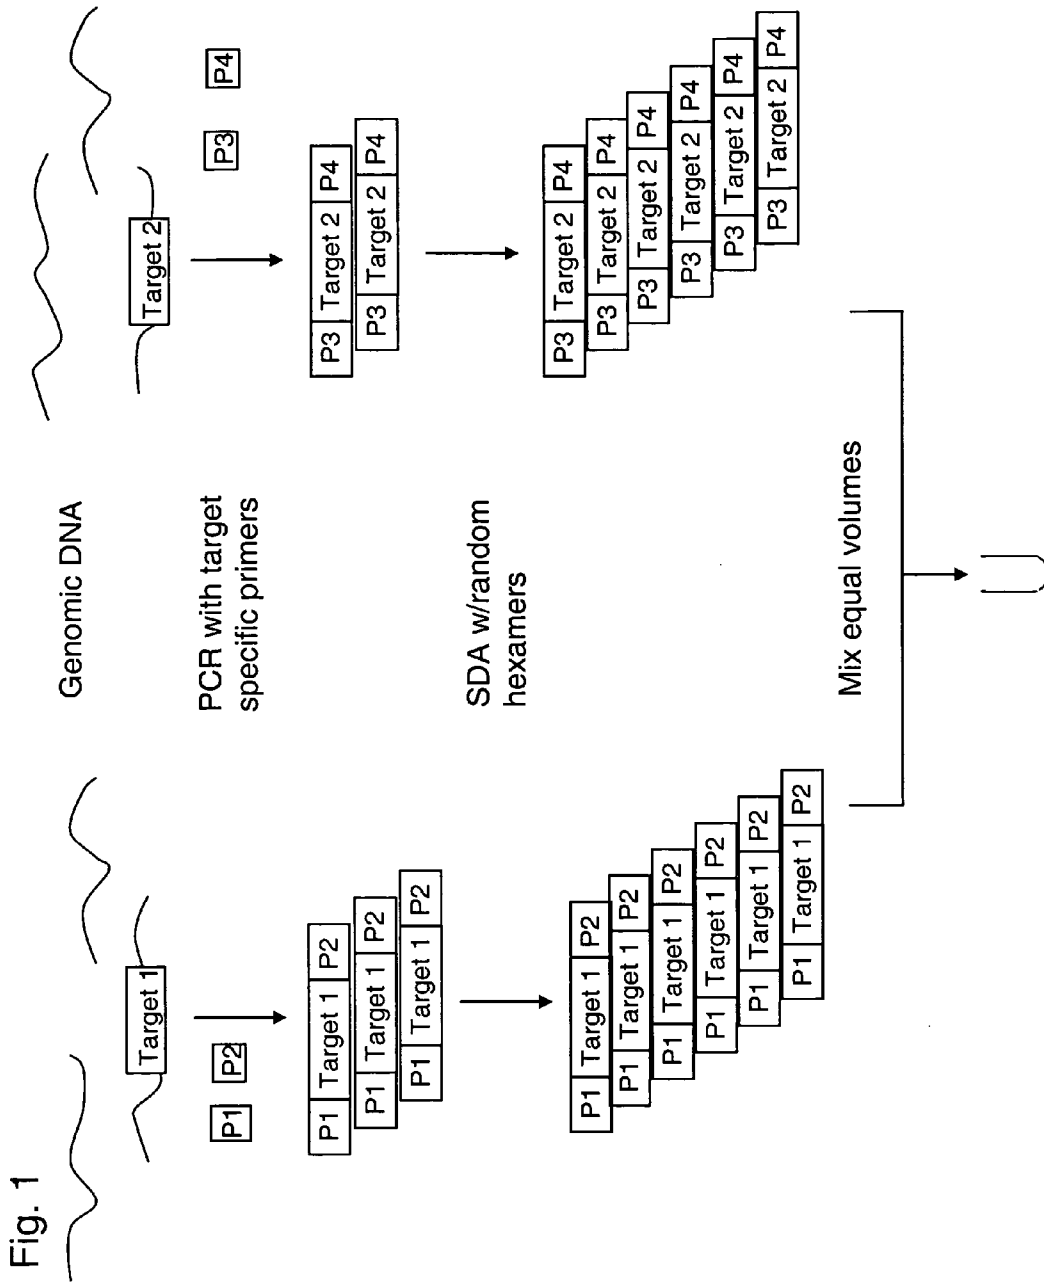 Fig. 1
Genomic DNA
Target 1
Target 2
P1 P2
PCR with target
specific primers
P3 P4
P1 Target 1 P2
P1 Target 1 P2
P1 Target 1 P2
P3 Target 2 P4
P3 Target 2 P4
SDA w/random
hexamers
P1 Target 1 P2
P1 Target 1 P2
P1 Target 1 P2
P1 Target 1 P2
P1 Target 1 P2
P1 Target 1 P2
P3 Target 2 P4
P3 Target 2 P4
P3 Target 2 P4
P3 Target 2 P4
P3 Target 2 P4
P3 Target 2 P4
Mix equal volumes